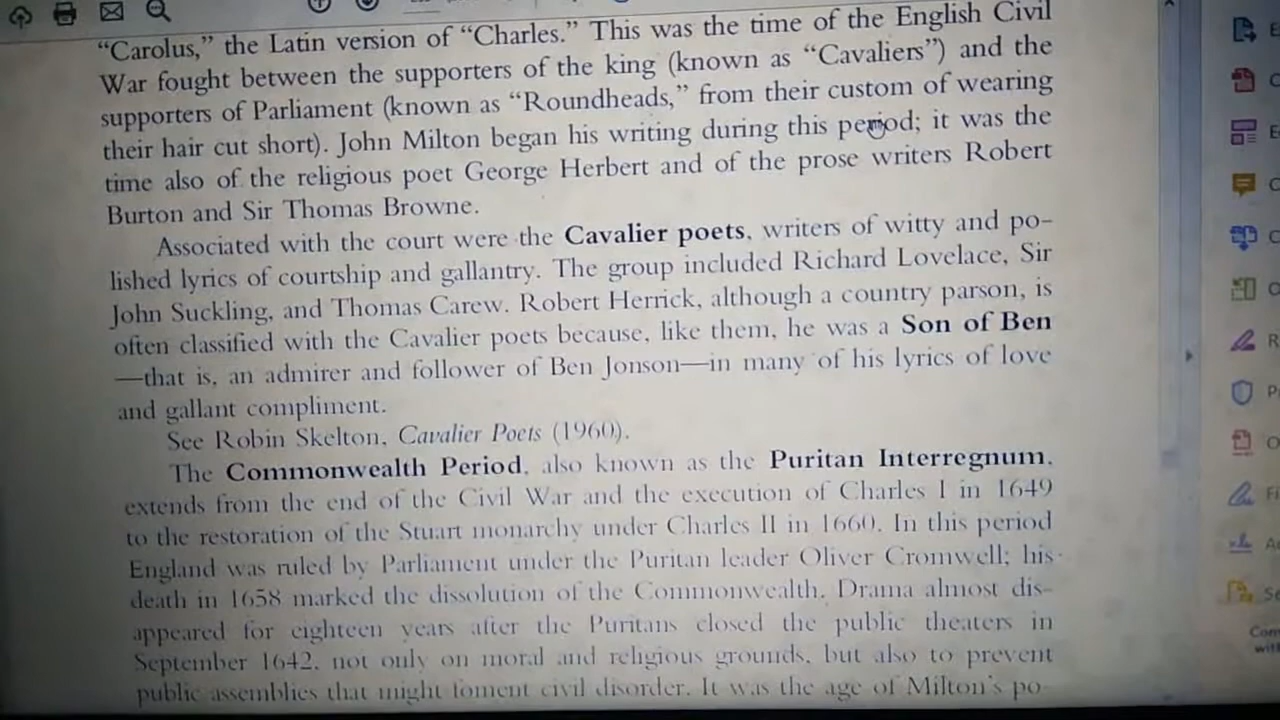 “Carolus,” the Latin version of “Charles.” This was the time of the English Civil
War fought between the supporters of the king (known as “Cavaliers”) and the
supporters of Parliament (known as “Roundheads,” from their custom of wearing
their hair cut short). John Milton began his writing during this period; it was the
time also of the religious poet George Herbert and of the prose writers Robert
Burton and Sir Thomas Browne.
Associated with the court were the Cavalier poets, writers of witty and po-
lished lyrics of courtship and gallantry. The group included Richard Lovelace, Sir
John Suckling, and Thomas Carew. Robert Herrick, although a country parson, is
often classified with the Cavalier poets because, like them, he was a Son of Ben
—that is, an admirer and follower of Ben Jonson—in many of his lyrics of love
and gallant compliment.
See Robin Skelton, Cavalier Poets (1960).
The Commonwealth Period, also known as the Puritan Interregnum,
extends from the end of the Civil War and the execution of Charles I in 1649
to the restoration of the Stuart monarchy under Charles II in 1660. In this period
England was ruled by Parliament under the Puritan leader Oliver Cromwell; his
death in 1658 marked the dissolution of the Commonwealth. Drama almost dis-
appeared for eighteen years after the Puritans closed the public theaters in
September 1642, not only on moral and religious grounds, but also to prevent
public assemblies that might foment civil disorder. It was the age of Milton’s po-